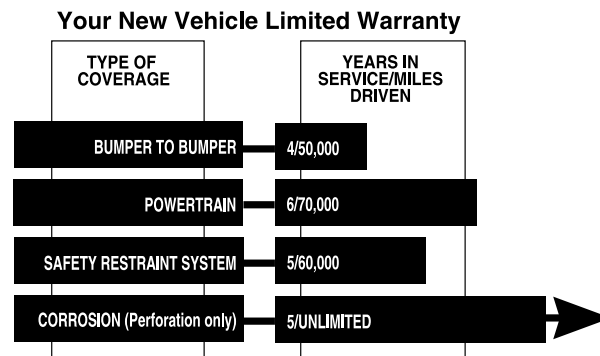 Your New Vehicle Limited Warranty
TYPE OF
COVERAGE
YEARS IN
SERVICE/MILES
DRIVEN
BUMPER TO BUMPER
4/50,000
POWERTRAIN
6/70,000
SAFETY RESTRAINT SYSTEM
5/60,000
CORROSION (Perforation only)
5/UNLIMITED